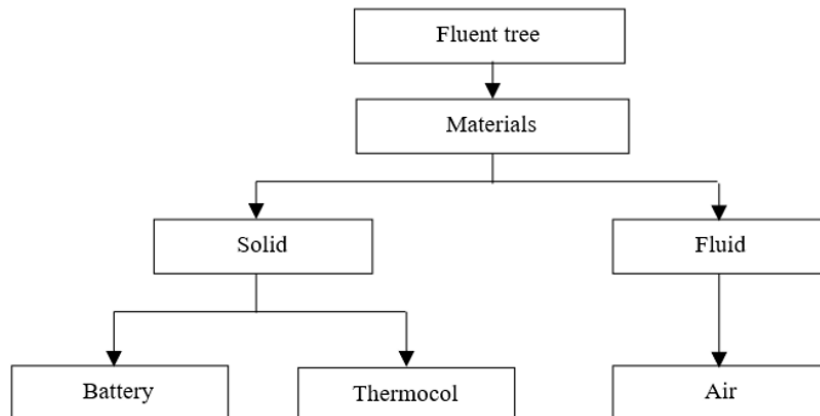 Fluent tree
Materials
Solid
Fluid
Battery
Thermocol
Air